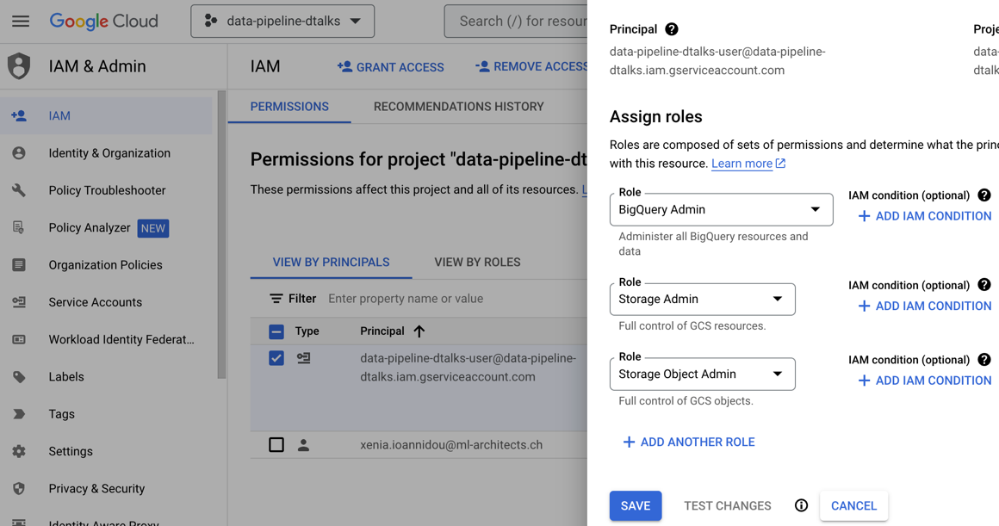 Google Cloud
data-pipeline-dtalks
Search (/) for resour
IAM & Admin
IAM
Identity & Organization
Policy Troubleshooter
Policy Analyzer NEW
Organization Policies
Service Accounts
Workload Identity Federat...
Labels
Tags
Settings
Privacy & Security
Identity-Aware Proxy
IAM
GRANT ACCESS
REMOVE ACCESS
PERMISSIONS
RECOMMENDATIONS HISTORY
Permissions for project "data-pipeline-dt
These permissions affect this project and all of its resources. L
VIEW BY PRINCIPALS
VIEW BY ROLES
Filter Enter property name or value
Type Principal
data-pipeline-dtalks-user@data-pipeline-
dtalks.iam.gserviceaccount.com
xenia.ioannidou@ml-architects.ch
Principal
data-pipeline-dtalks-user@data-pipeline-
dtalks.iam.gserviceaccount.com
Proje
data-
dtalk
Assign roles
Roles are composed of sets of permissions and determine what the princ
with this resource. Learn more
Role
BigQuery Admin
Administer all BigQuery resources and
data
IAM condition (optional)
+ ADD IAM CONDITION
Role
Storage Admin
Full control of GCS resources.
IAM condition (optional)
+ ADD IAM CONDITION
Role
Storage Object Admin
Full control of GCS objects.
IAM condition (optional)
+ ADD IAM CONDITION
+ ADD ANOTHER ROLE
SAVE
TEST CHANGES
CANCEL